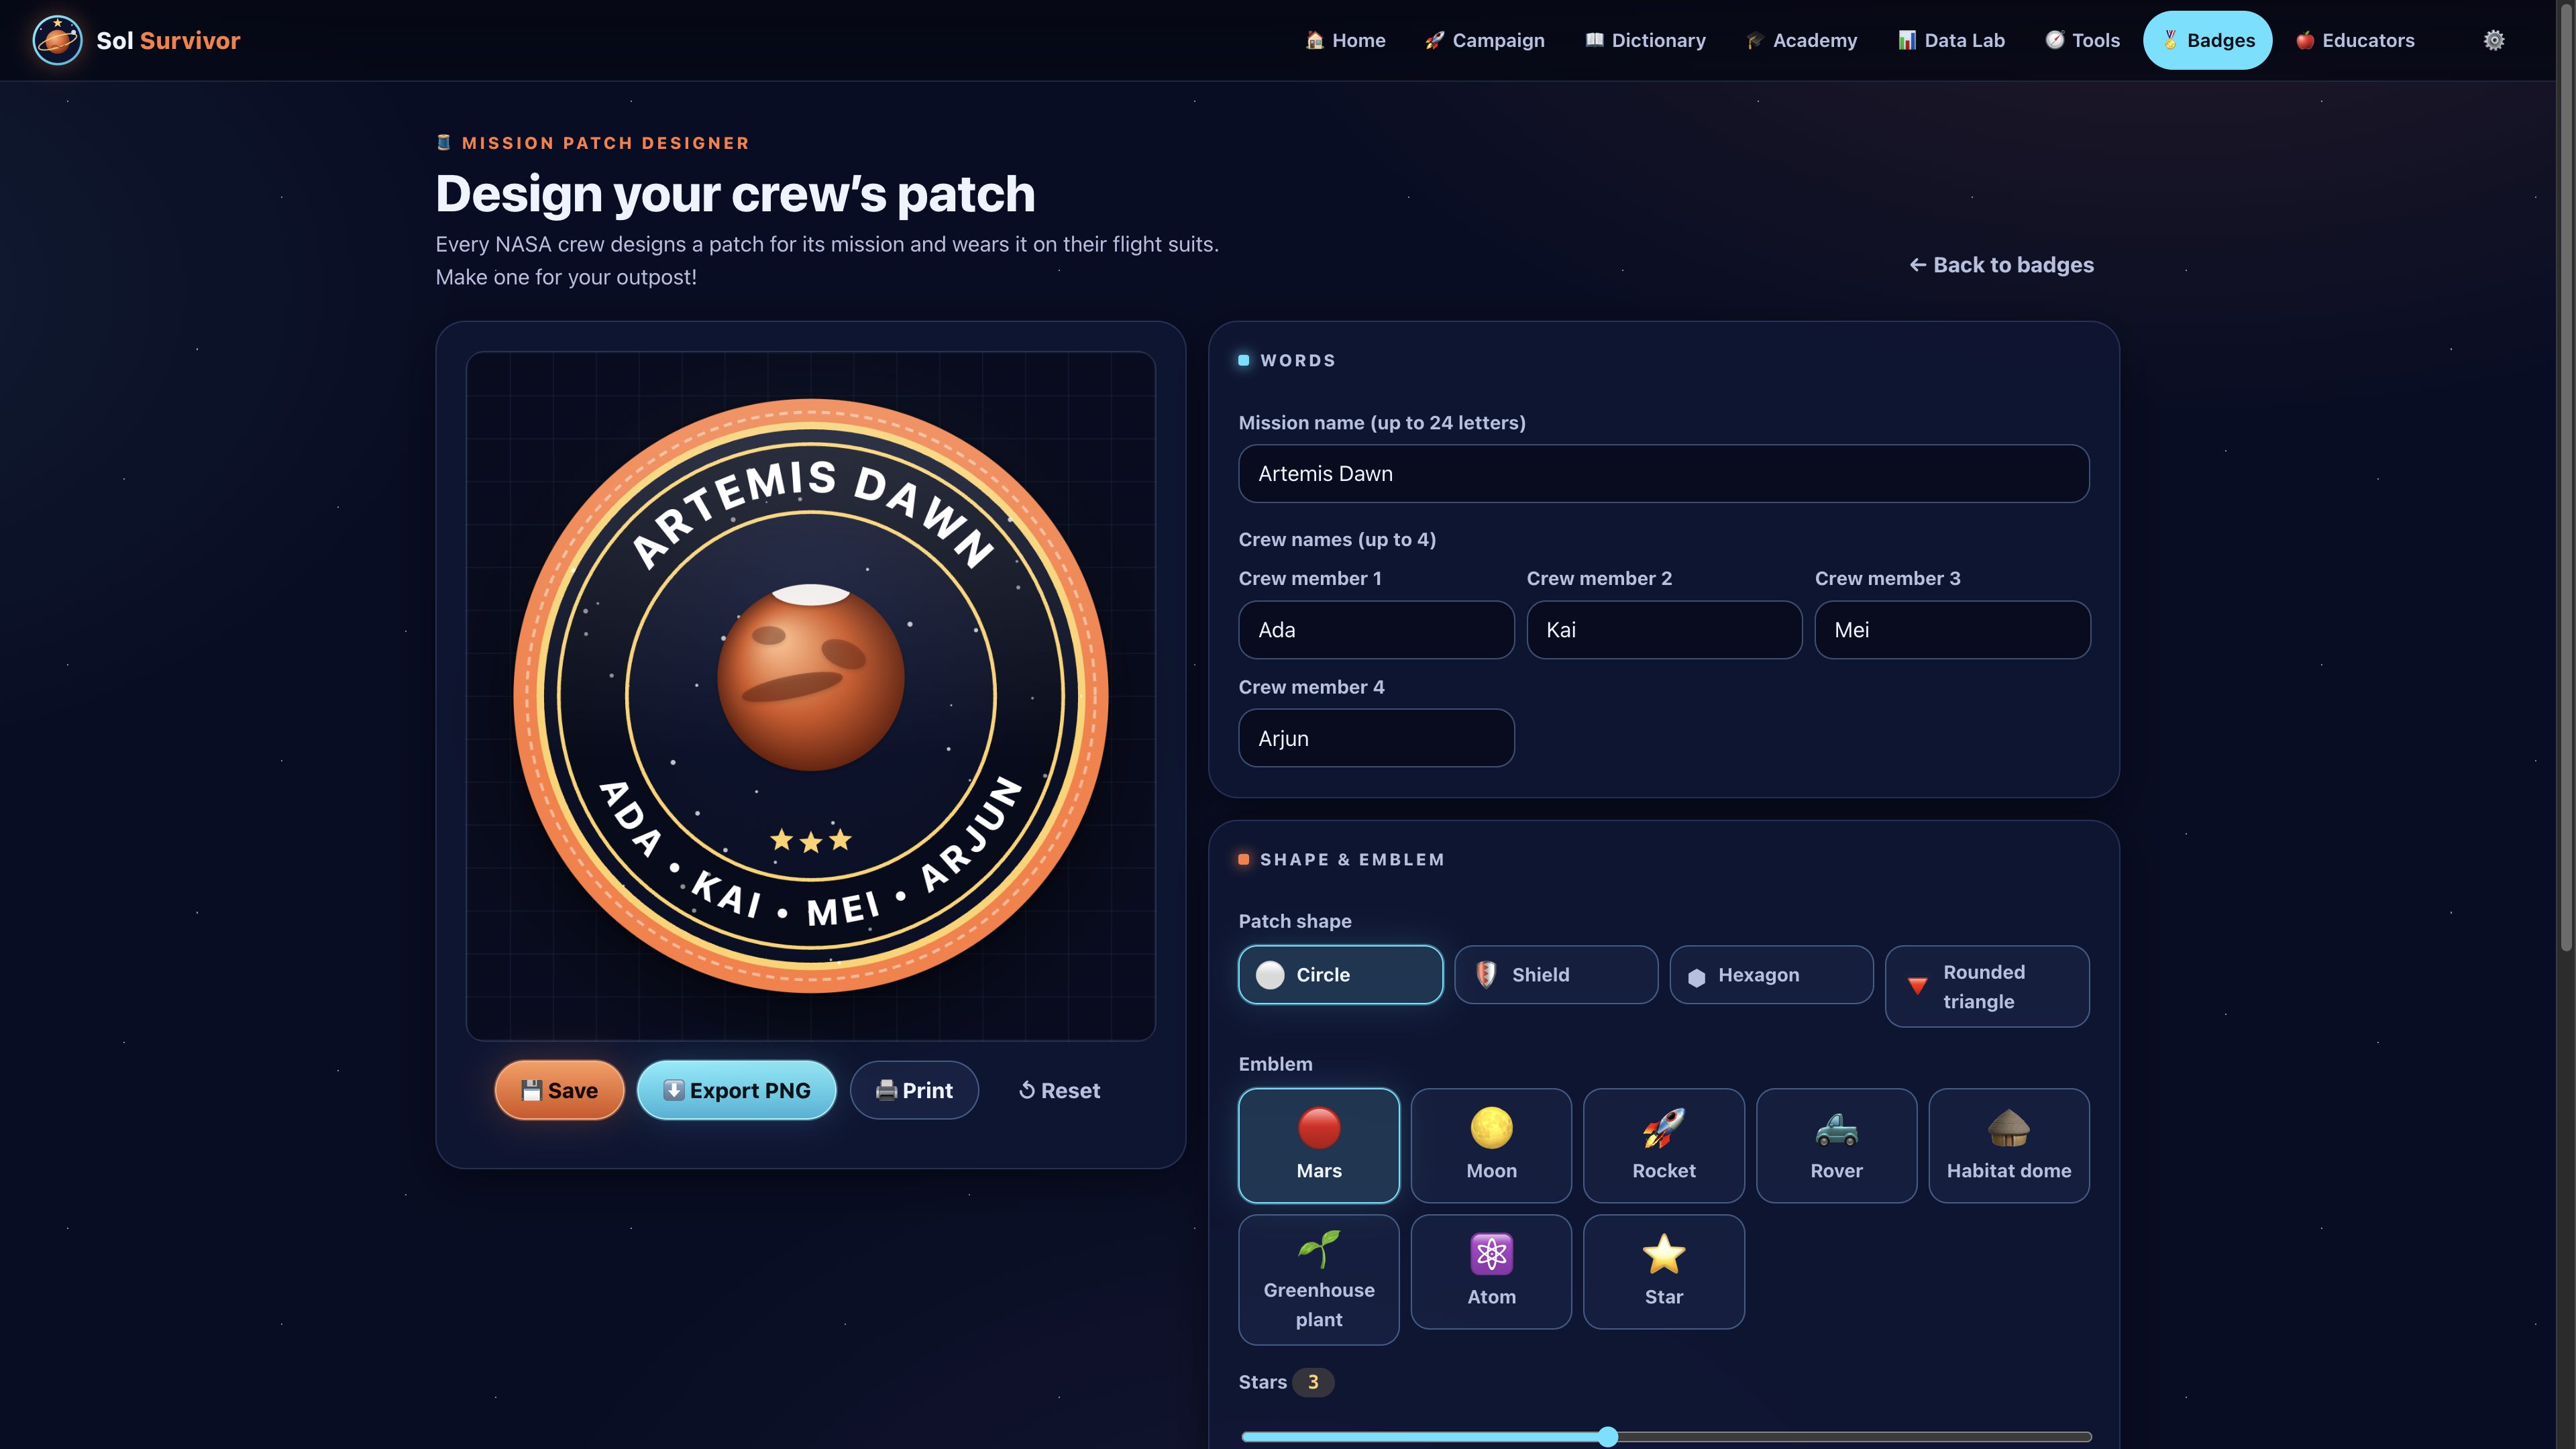 Sol Survivor
Home
Campaign
Dictionary
Academy
Data Lab
Tools
Badges
Educators
MISSION PATCH DESIGNER
Design your crew’s patch
Every NASA crew designs a patch for its mission and wears it on their flight suits.
Make one for your outpost!
← Back to badges
ARTEMIS DAWN
ADA • KAI • MEI • ARJUN
Save
Export PNG
Print
↺ Reset
WORDS
Mission name (up to 24 letters)
Artemis Dawn
Crew names (up to 4)
Crew member 1
Crew member 2
Crew member 3
Ada
Kai
Mei
Crew member 4
Arjun
SHAPE & EMBLEM
Patch shape
Circle
Shield
Hexagon
Rounded
triangle
Emblem
Mars
Moon
Rocket
Rover
Habitat dome
Greenhouse
plant
Atom
Star
Stars 3